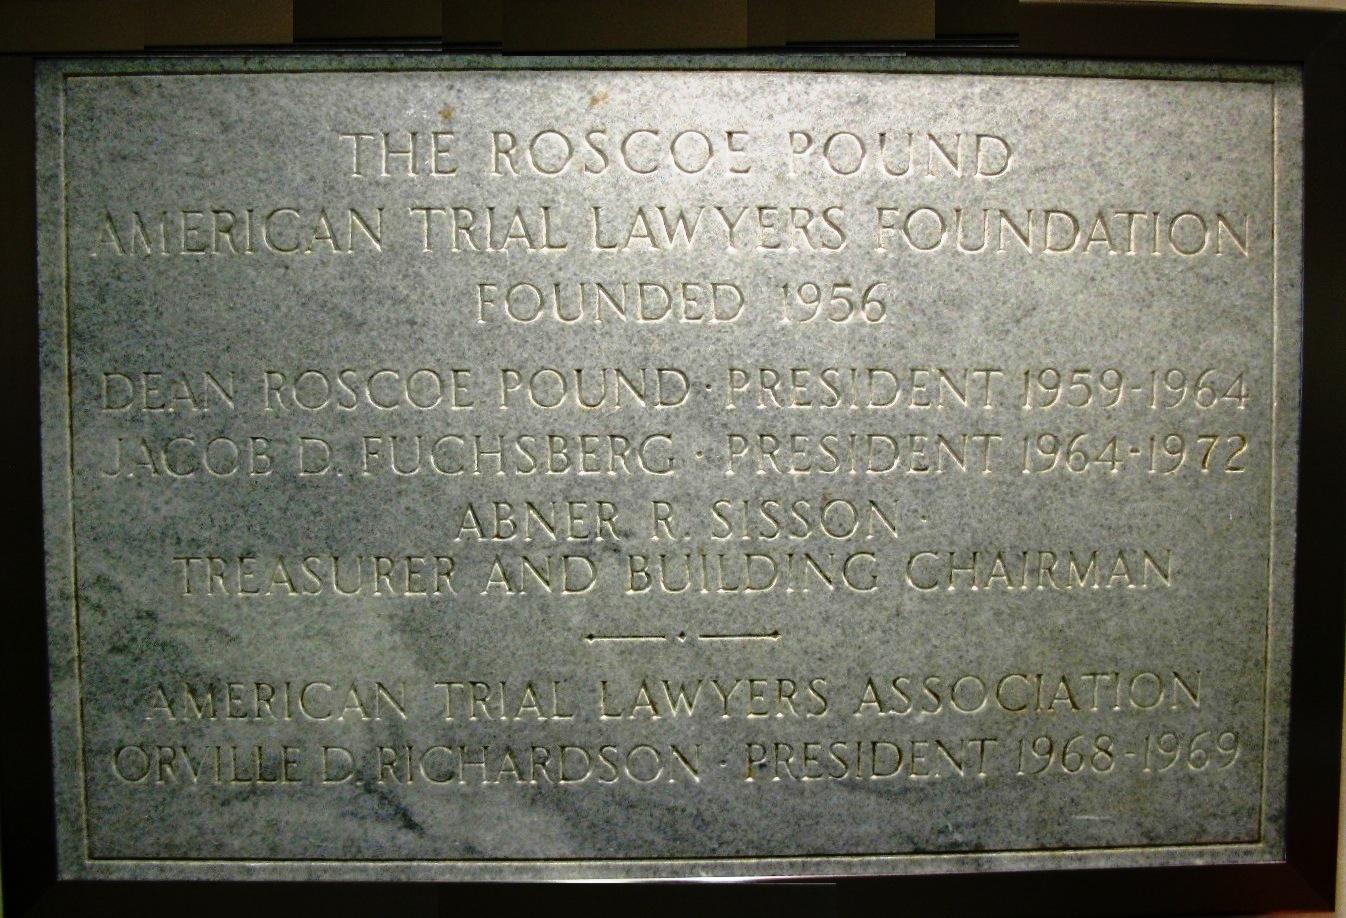 THE ROSCOE POUND
AMERICAN TRIAL LAWYERS FOUNDATION
FOUNDED 1956
DEAN ROSCOE POUND · PRESIDENT 1959-1964
JACOB D. FUCHSBERG · PRESIDENT 1964-1972
ABNER R. SISSON ·
TREASURER AND BUILDING CHAIRMAN
AMERICAN TRIAL LAWYERS ASSOCIATION
ORVILLE D. RICHARDSON · PRESIDENT 1968-1969